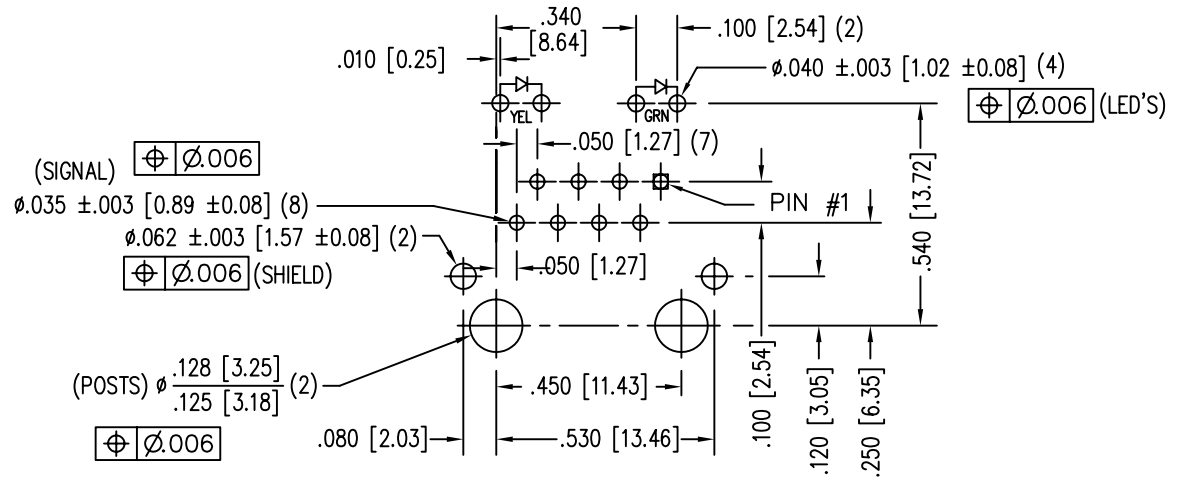 .340
[8.64]
.100 [2.54] (2)
.010 [0.25]
ø.040 ±.003 [1.02 ±0.08] (4)
⌖ Ø.006 (LED'S)
YEL
GRN
.050 [1.27] (7)
⌖ Ø.006
(SIGNAL)
ø.035 ±.003 [0.89 ±0.08] (8)
PIN #1
.540 [13.72]
ø.062 ±.003 [1.57 ±0.08] (2)
⌖ Ø.006 (SHIELD)
.050 [1.27]
(POSTS) ø .128 [3.25]
.125 [3.18] (2)
⌖ Ø.006
.450 [11.43]
.080 [2.03]
.530 [13.46]
.100 [2.54]
.120 [3.05]
.250 [6.35]